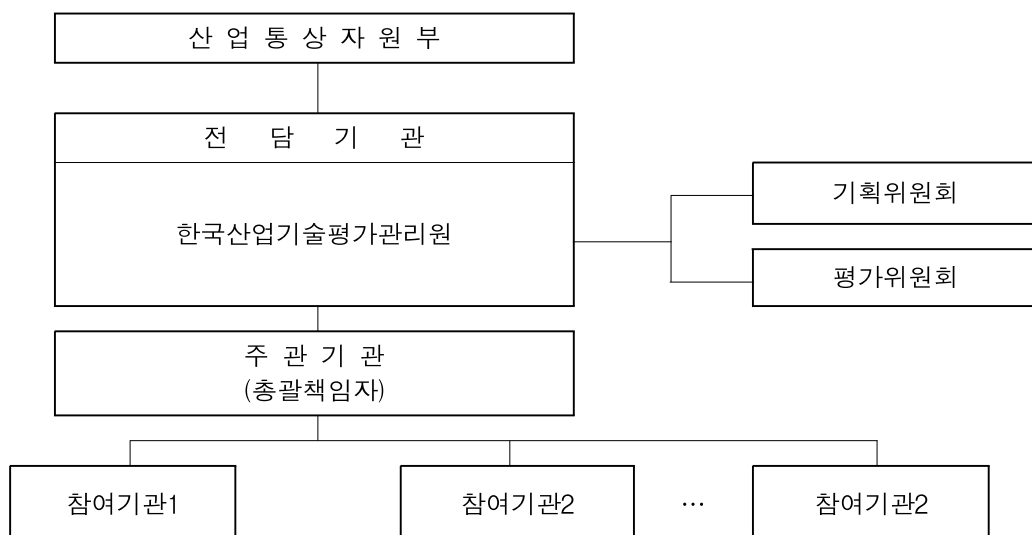 산 업 통 상 자 원 부
전 담 기 관
한국산업기술평가관리원
기획위원회
평가위원회
주 관 기 관
(총괄책임자)
참여기관1
참여기관2
…
참여기관2